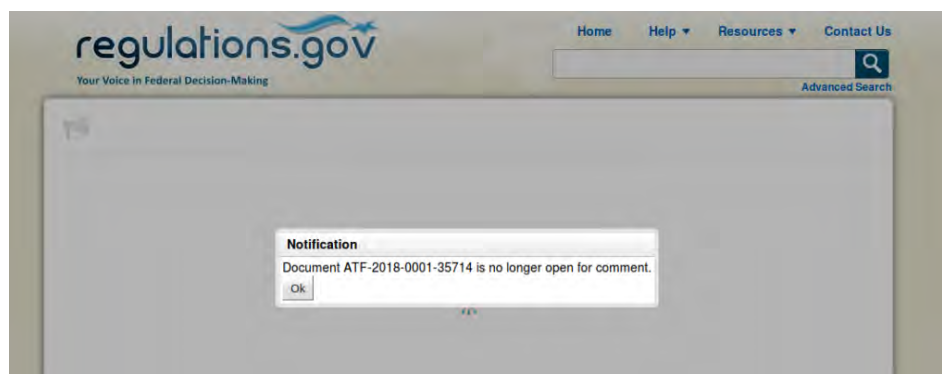 regulations.gov
Your Voice in Federal Decision-Making
Home Help ▼ Resources ▼ Contact Us
Advanced Search
Notification
Document ATF-2018-0001-35714 is no longer open for comment.
Ok